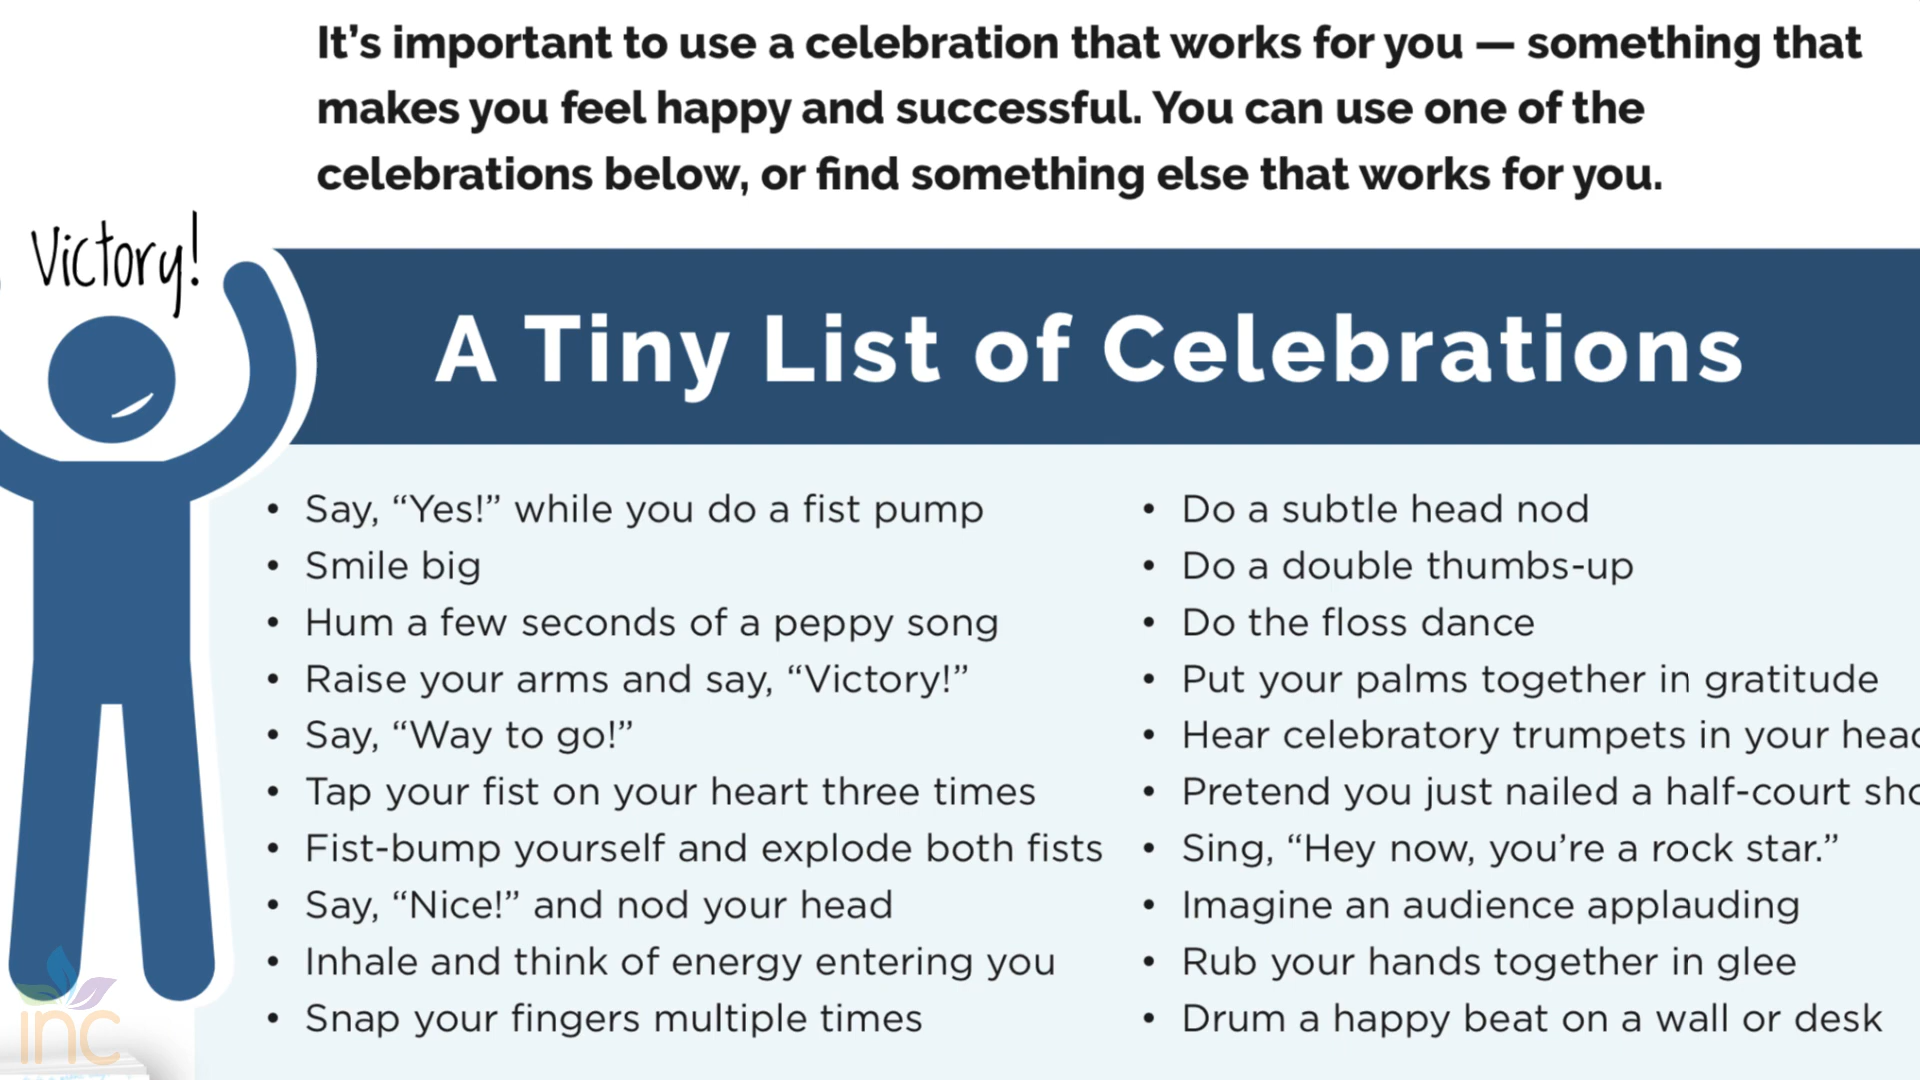 It’s important to use a celebration that works for you — something that
makes you feel happy and successful. You can use one of the
celebrations below, or find something else that works for you.
Victory!
A Tiny List of Celebrations
• Say, “Yes!” while you do a fist pump
• Smile big
• Hum a few seconds of a peppy song
• Raise your arms and say, “Victory!”
• Say, “Way to go!”
• Tap your fist on your heart three times
• Fist-bump yourself and explode both fists
• Say, “Nice!” and nod your head
• Inhale and think of energy entering you
• Snap your fingers multiple times
• Do a subtle head nod
• Do a double thumbs-up
• Do the floss dance
• Put your palms together in gratitude
• Hear celebratory trumpets in your
• Pretend you just nailed a half-court
• Sing, “Hey now, you’re a rock star.”
• Imagine an audience applauding
• Rub your hands together in glee
• Drum a happy beat on a wall or desk
inc